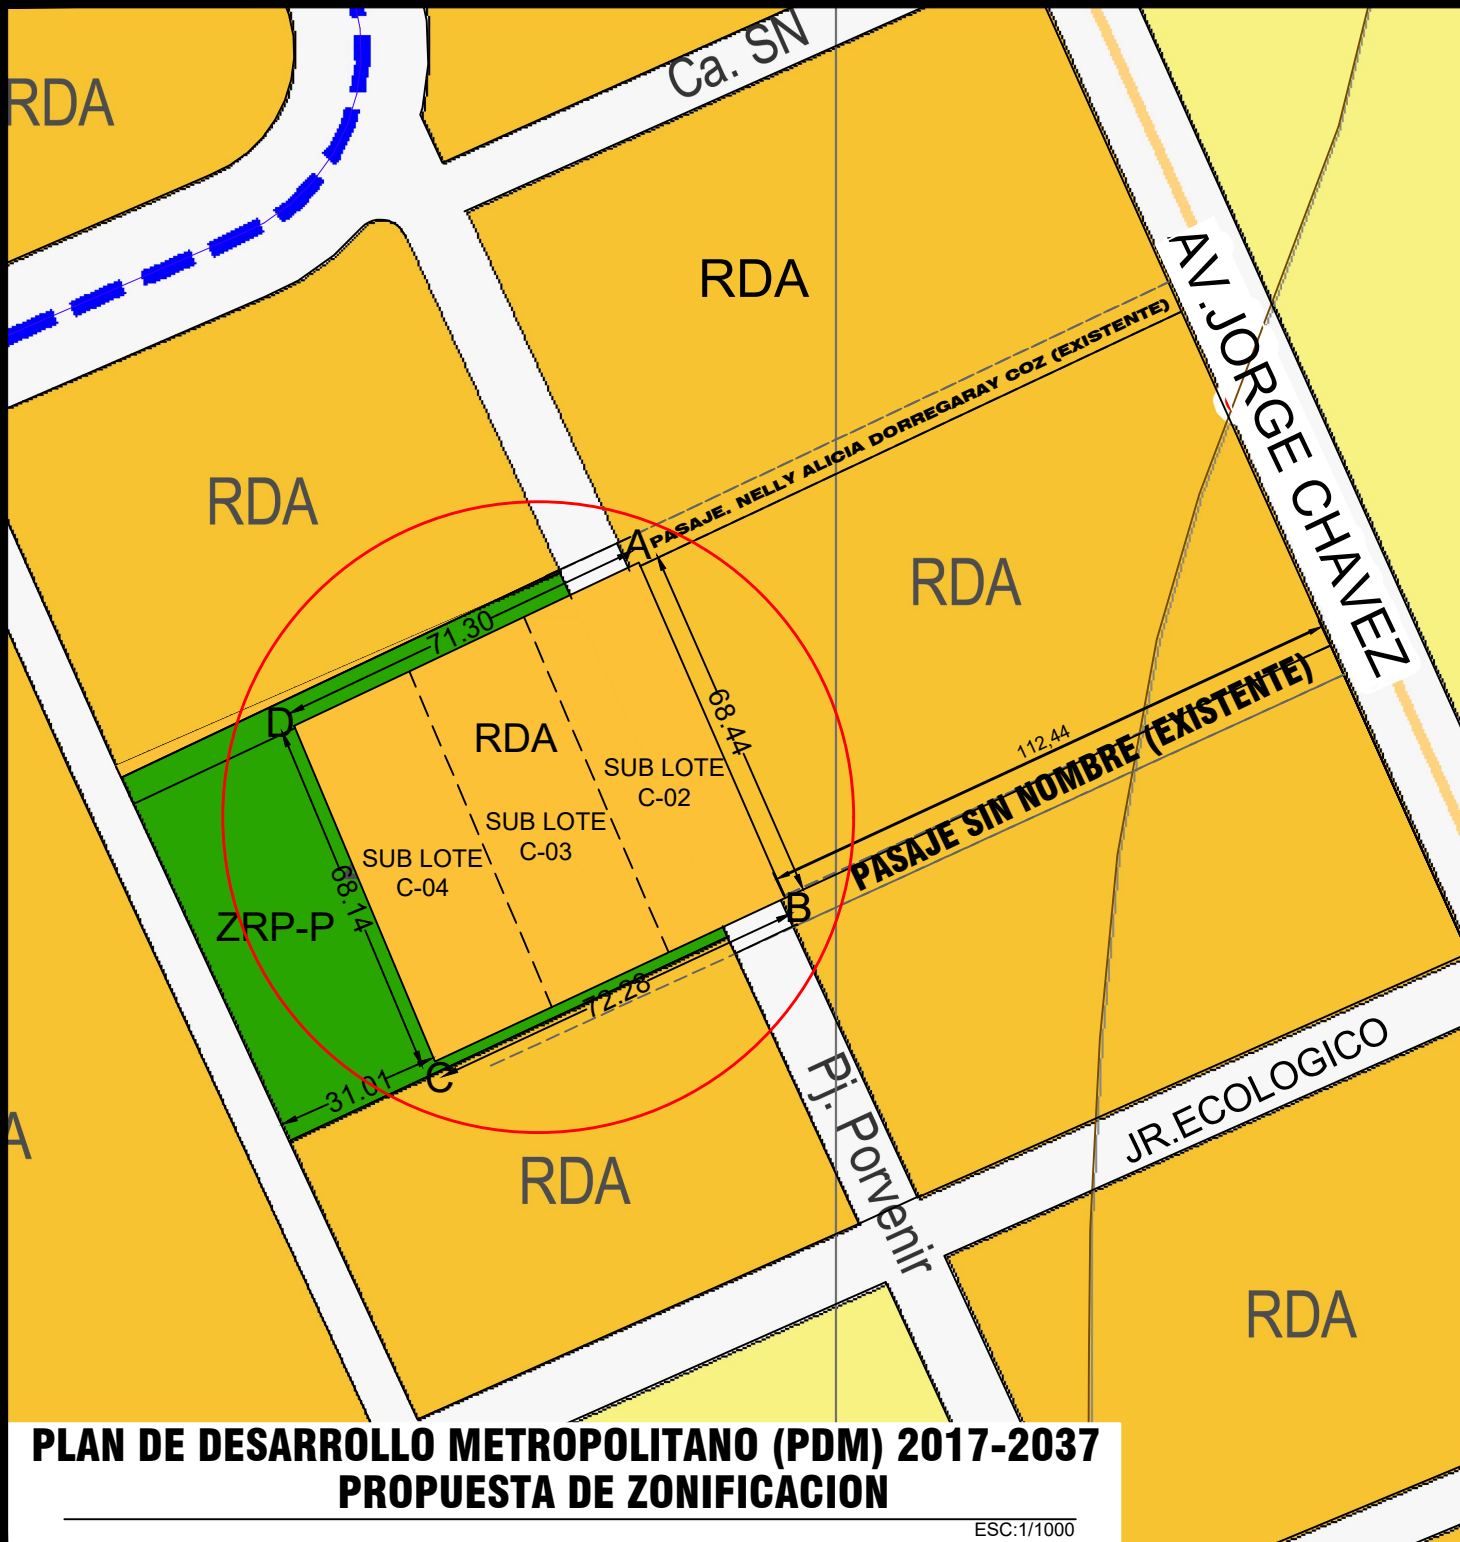 Ca. SN
RDA
RDA
AV.JORGE CHAVEZ
PASAJE. NELLY ALICIA DORREGARAY COZ (EXISTENTE)
RDA
RDA
A
71.30
D
68.44
RDA
SUB LOTE
C-02
SUB LOTE
C-03
SUB LOTE
C-04
68.14
ZRP-P
112,44
PASAJE SIN NOMBRE (EXISTENTE)
B
72.28
C
31.01
Pj. Porvenir
JR.ECOLOGICO
A
RDA
RDA
PLAN DE DESARROLLO METROPOLITANO (PDM) 2017-2037
PROPUESTA DE ZONIFICACION
ESC:1/1000